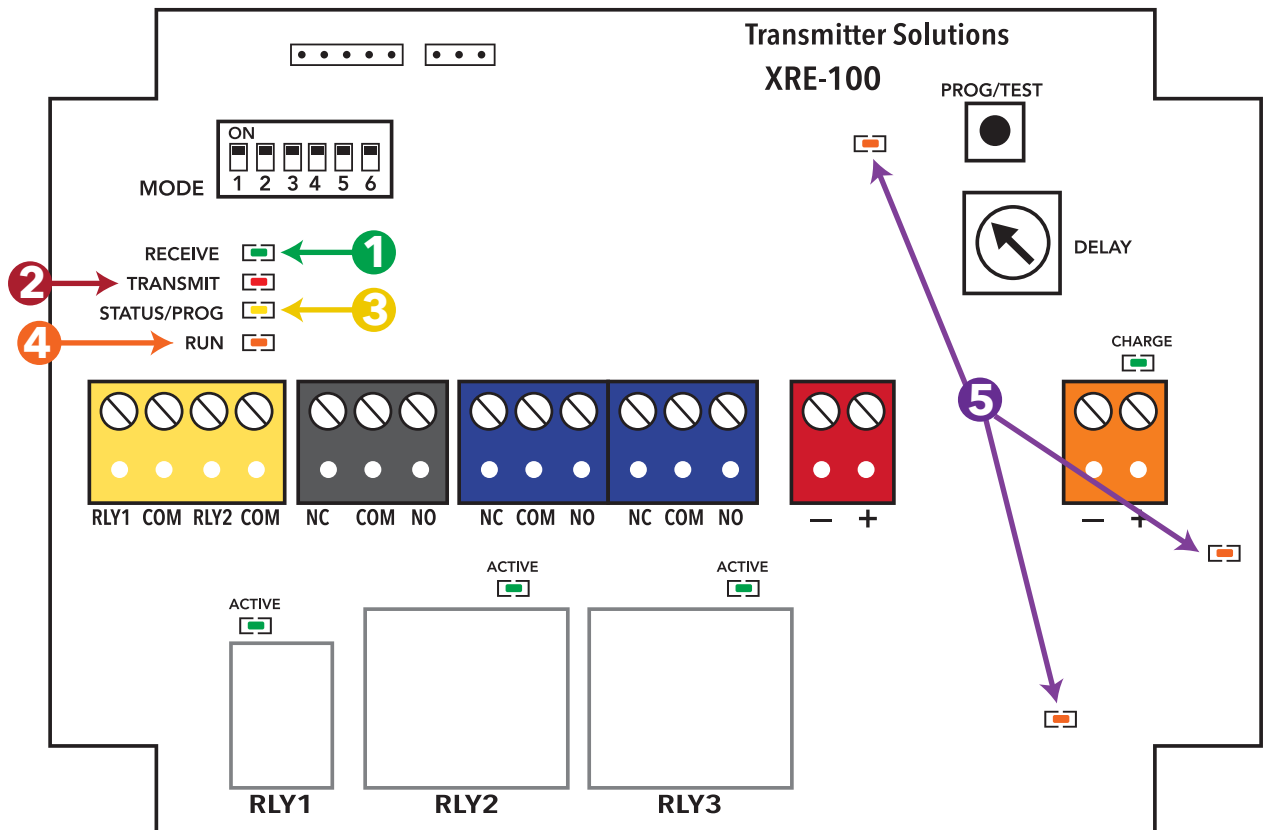 Transmitter Solutions
XRE-100
PROG/TEST
ON
1 2 3 4 5 6
MODE
DELAY
RECEIVE
1
2
TRANSMIT
STATUS/PROG
3
4
RUN
CHARGE
5
RLY1 COM RLY2 COM
NC COM NO
NC COM NO
NC COM NO
– +
– +
ACTIVE
ACTIVE
ACTIVE
RLY1
RLY2
RLY3